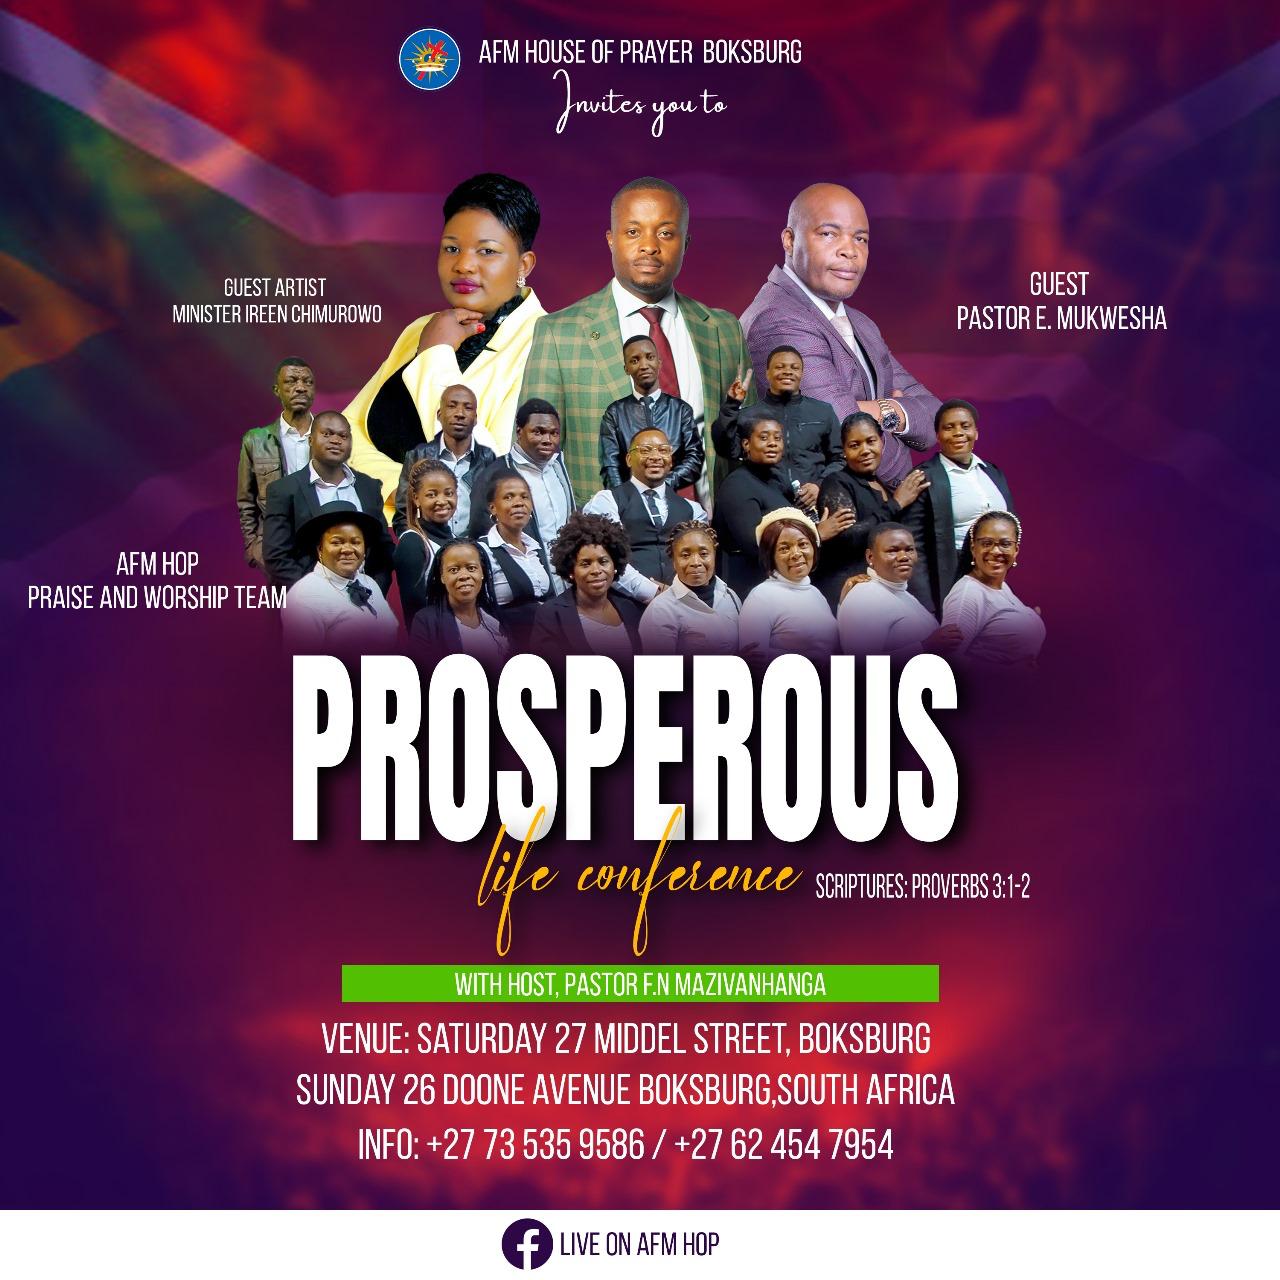 AFM HOUSE OF PRAYER BOKSBURG
Invites you to
GUEST ARTIST
MINISTER IREEN CHIMUROWO
GUEST
PASTOR E. MUKWESHA
AFM HOP
PRAISE AND WORSHIP TEAM
PROSPEROUS
life conference
SCRIPTURES: PROVERBS 3:1-2
WITH HOST, PASTOR F.N MAZIVANHANGA
VENUE: SATURDAY 27 MIDDEL STREET, BOKSBURG
SUNDAY 26 DOONE AVENUE BOKSBURG,SOUTH AFRICA
INFO: +27 73 535 9586 / +27 62 454 7954
LIVE ON AFM HOP